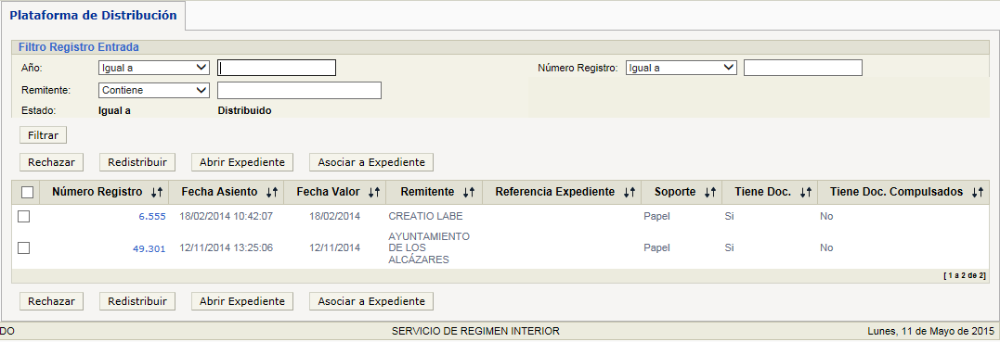 Plataforma de Distribución
Filtro Registro Entrada
Año: Igual a Número Registro: Igual a
Remitente: Contiene
Estado: Igual a Distribuido
Filtrar
Rechazar Redistribuir Abrir Expediente Asociar a Expediente
Número Registro Fecha Asiento Fecha Valor Remitente Referencia Expediente Soporte Tiene Doc. Tiene Doc. Compulsados
6.555 18/02/2014 10:42:07 18/02/2014 CREATIO LABE Papel Si No
49.301 12/11/2014 13:25:06 12/11/2014 AYUNTAMIENTO DE LOS ALCÁZARES Papel Si No
[ 1 a 2 de 2]
Rechazar Redistribuir Abrir Expediente Asociar a Expediente
DO SERVICIO DE REGIMEN INTERIOR Lunes, 11 de Mayo de 2015